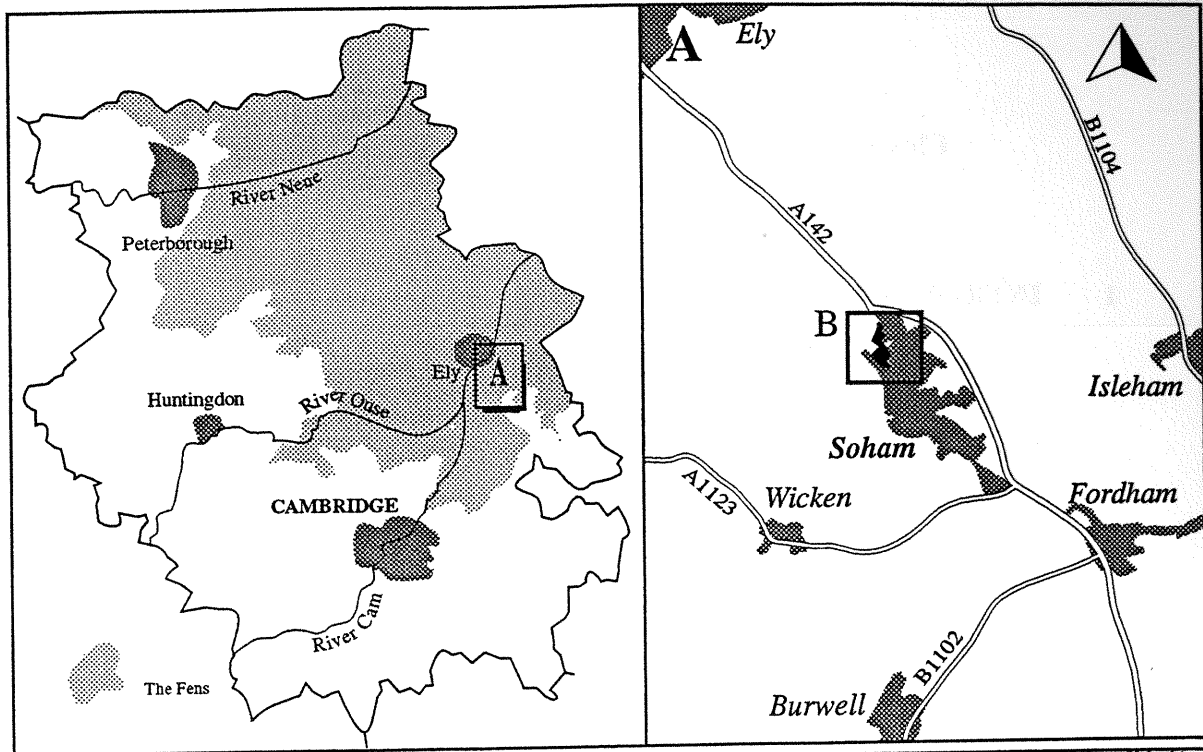 River Nene
Peterborough
Ely
A
Huntingdon
River Ouse
CAMBRIDGE
River Cam
The Fens
A
Ely
B1104
A142
B
Isleham
Soham
A1123
Wicken
Fordham
B1102
Burwell